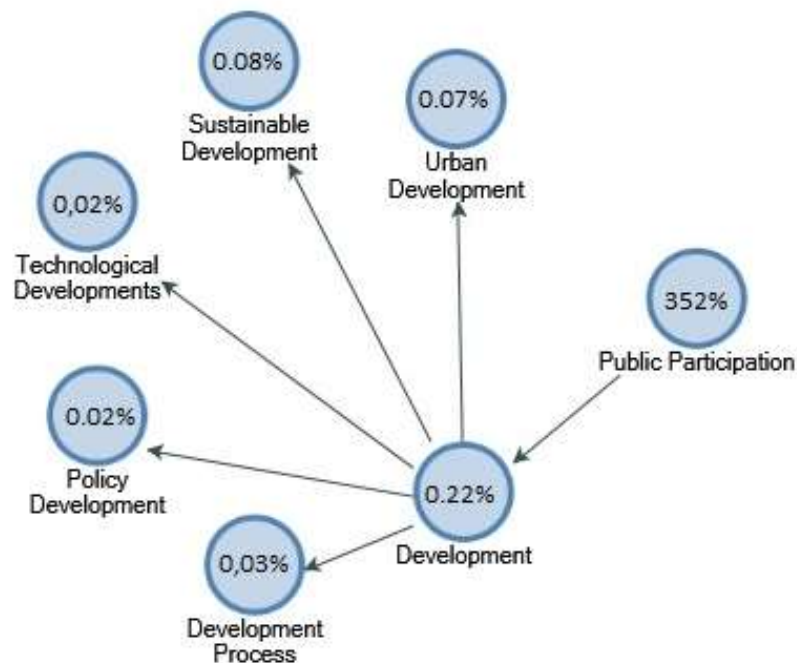 0.08%
Sustainable
Development
0.07%
Urban
Development
0,02%
Technological
Developments
352%
Public Participation
0.02%
Policy
Development
0.22%
Development
0,03%
Development
Process